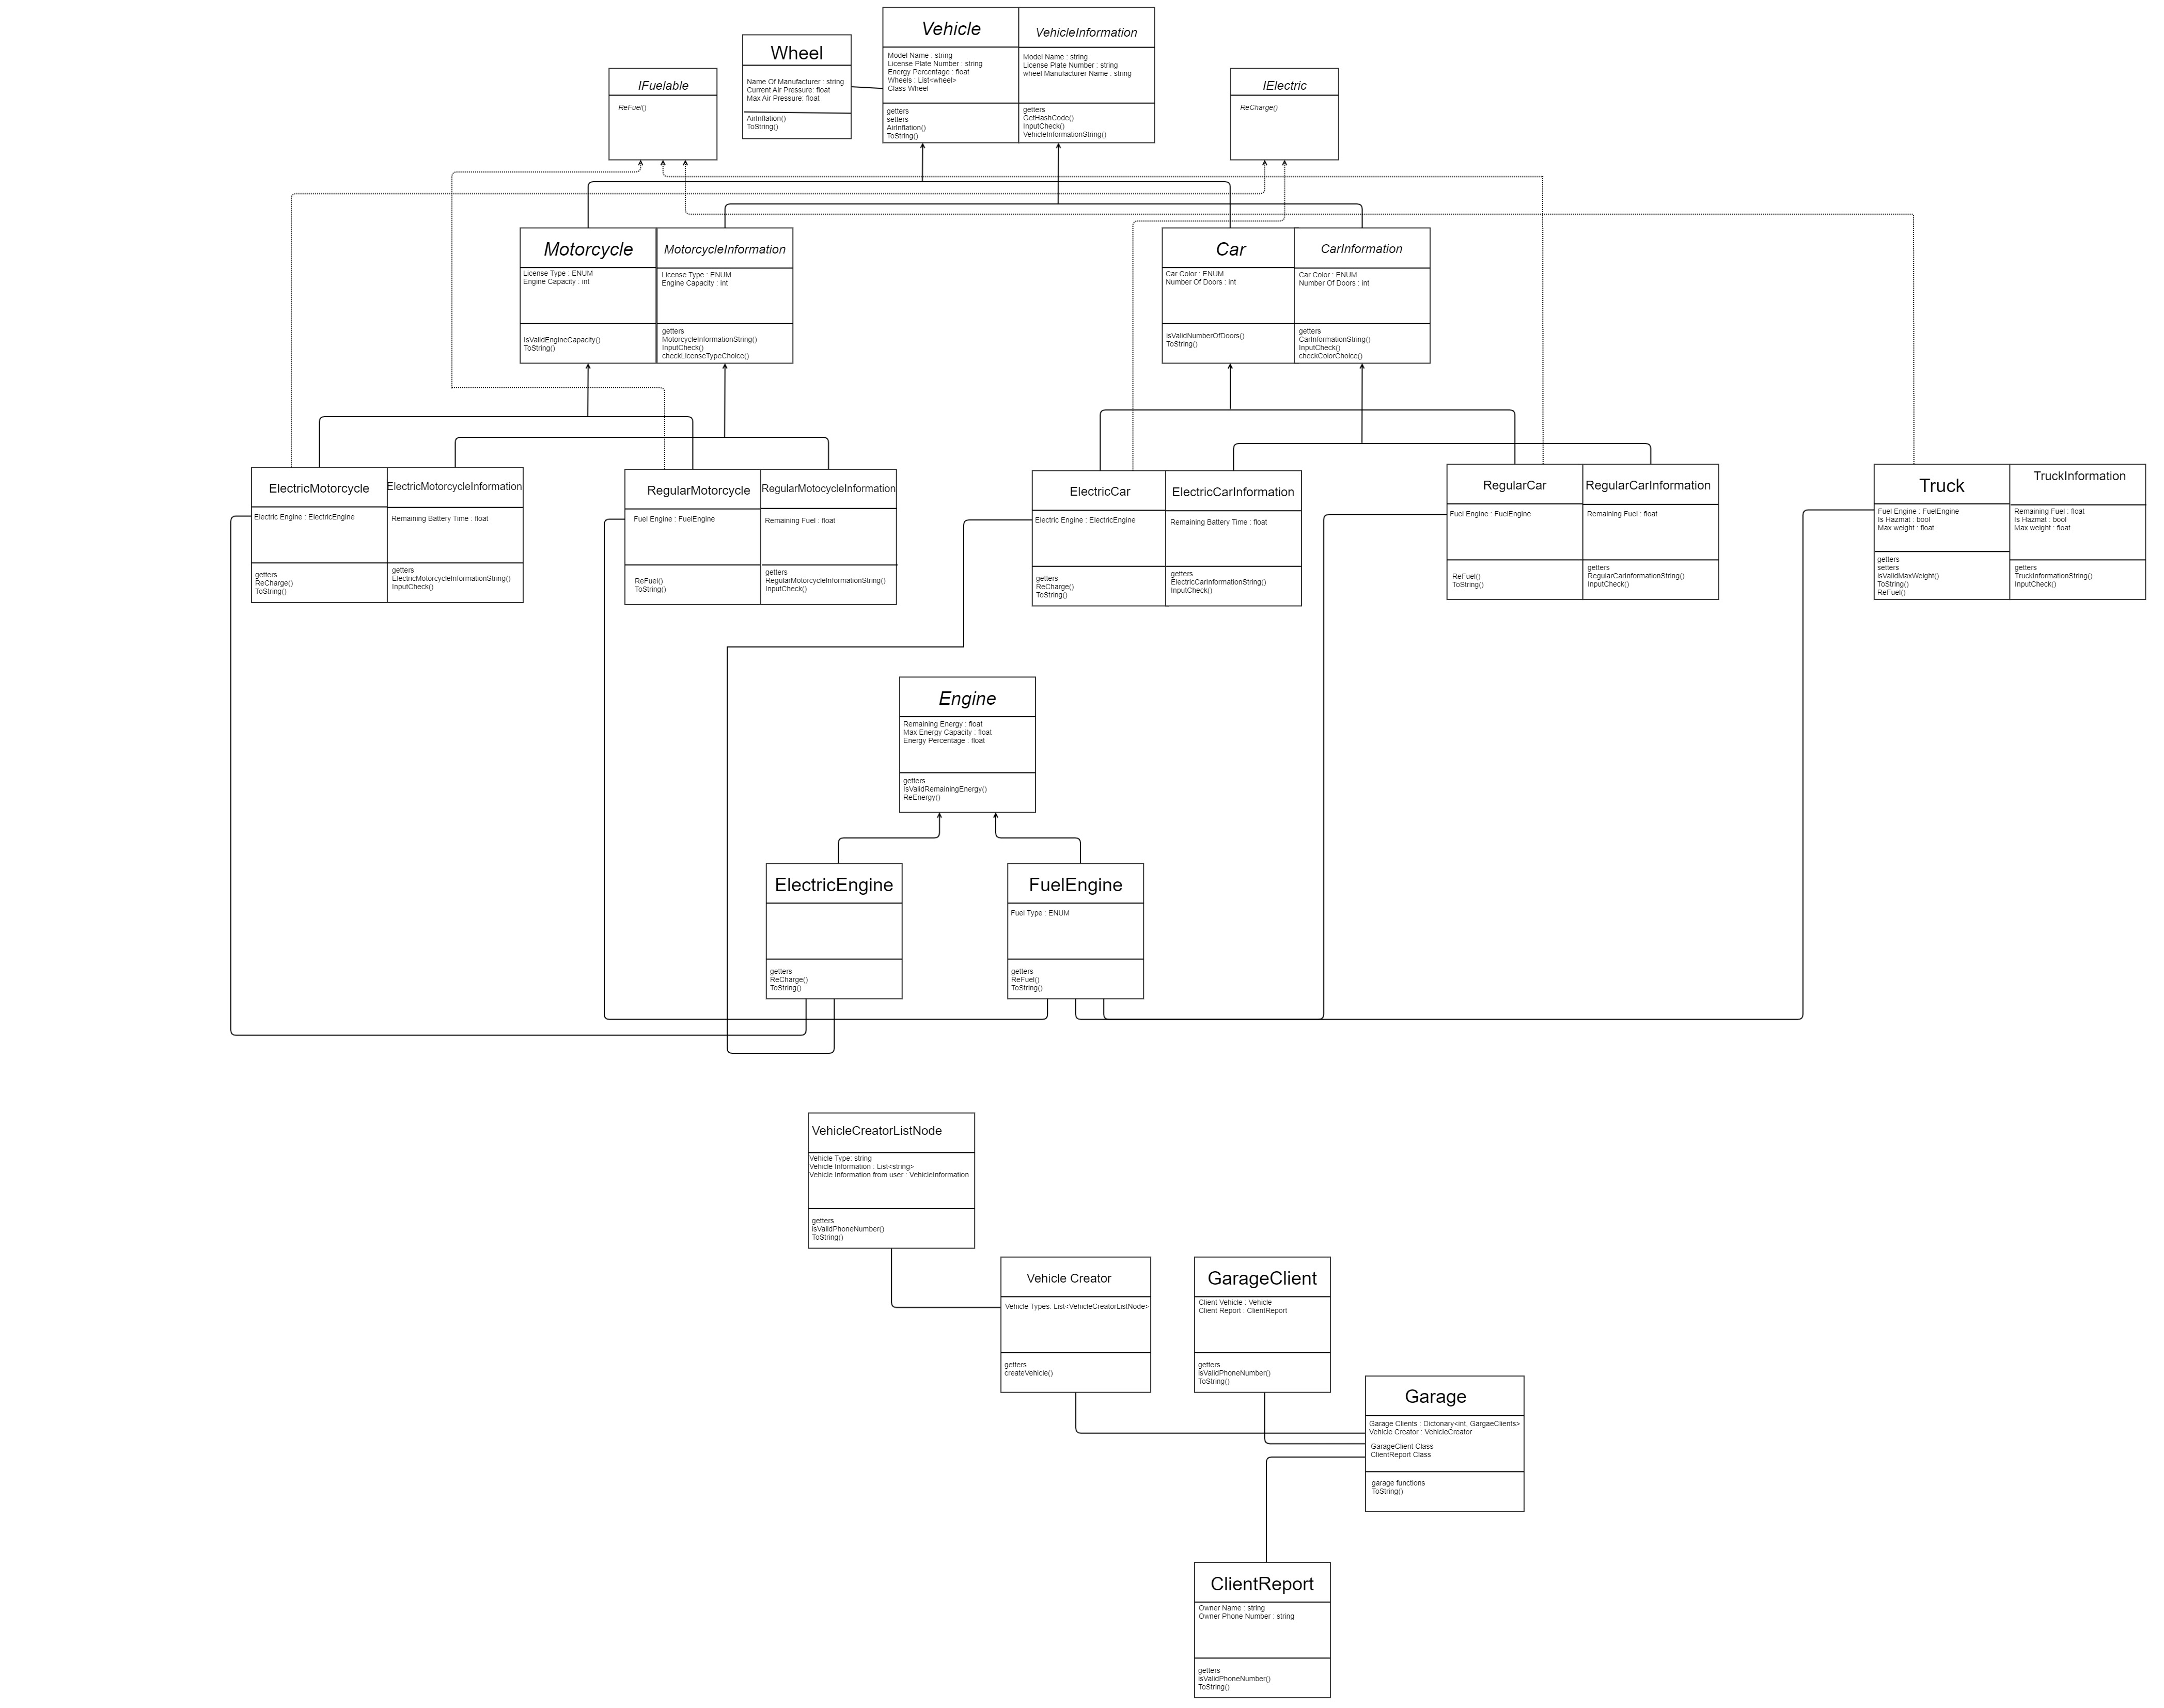 Vehicle
Model Name : string
License Plate Number : string
Energy Percentage : float
Wheels : List<wheel>
Class Wheel
getters
setters
AirInflation()
ToString()
VehicleInformation
Model Name : string
License Plate Number : string
wheel Manufacturer Name : string
getters
GetHashCode()
InputCheck()
VehicleInformationString()
Wheel
Name Of Manufacturer : string
Current Air Pressure: float
Max Air Pressure: float
AirInflation()
ToString()
IFuelable
ReFuel()
IElectric
ReCharge()
Motorcycle
License Type : ENUM
Engine Capacity : int
isValidEngineCapacity()
ToString()
MotorcycleInformation
License Type : ENUM
Engine Capacity : int
getters
MotorcycleInformationString()
InputCheck()
checkLicenseTypeChoice()
Car
Car Color : ENUM
Number Of Doors : int
isValidNumberOfDoors()
ToString()
CarInformation
Car Color : ENUM
Number Of Doors : int
getters
CarInformationString()
InputCheck()
checkColorChoice()
ElectricMotorcycle
Electric Engine : ElectricEngine
getters
ReCharge()
ToString()
ElectricMotorcycleInformation
Remaining Battery Time : float
getters
ElectricMotorcycleInformationString()
InputCheck()
RegularMotorcycle
Fuel Engine : FuelEngine
ReFuel()
ToString()
RegularMotocycleInformation
Remaining Fuel : float
getters
RegularMotorcycleInformationString()
InputCheck()
ElectricCar
Electric Engine : ElectricEngine
getters
ReCharge()
ToString()
ElectricCarInformation
Remaining Battery Time : float
getters
ElectricCarInformationString()
InputCheck()
RegularCar
Fuel Engine : FuelEngine
ReFuel()
ToString()
RegularCarInformation
Remaining Fuel : float
getters
RegularCarInformationString()
InputCheck()
Truck
Fuel Engine : FuelEngine
Is Hazmat : bool
Max weight : float
getters
setters
isValidMaxWeight()
ToString()
ReFuel()
TruckInformation
Remaining Fuel : float
Is Hazmat : bool
Max weight : float
getters
TruckInformationString()
InputCheck()
Engine
Remaining Energy : float
Max Energy Capacity : float
Energy Percentage : float
getters
IsValidRemainingEnergy()
ReEnergy()
ElectricEngine
getters
ReCharge()
ToString()
FuelEngine
Fuel Type : ENUM
getters
ReFuel()
ToString()
VehicleCreatorListNode
Vehicle Type: string
Vehicle Information : List<string>
Vehicle Information from user : VehicleInformation
getters
isValidPhoneNumber()
ToString()
Vehicle Creator
Vehicle Types: List<VehicleCreatorListNode>
getters
createVehicle()
GarageClient
Client Vehicle : Vehicle
Client Report : ClientReport
getters
isValidPhoneNumber()
ToString()
Garage
Garage Clients : Dictonary<int, GargaeClients>
Vehicle Creator : VehicleCreator
GarageClient Class
ClientReport Class
garage functions
ToString()
ClientReport
Owner Name : string
Owner Phone Number : string
getters
isValidPhoneNumber()
ToString()